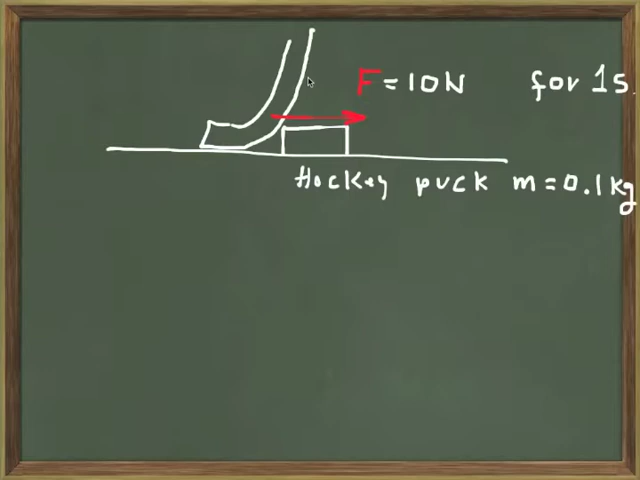 F = 10N for 1s.
Hockey puck m = 0.1kg